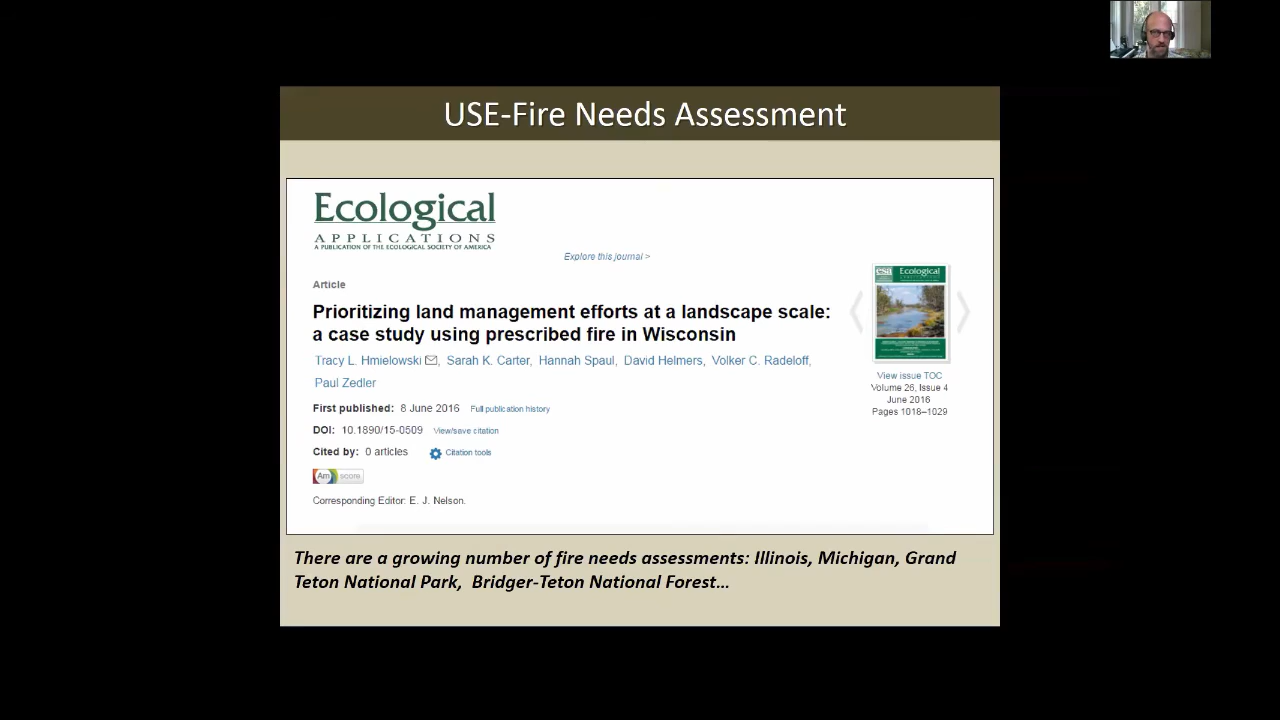 USE-Fire Needs Assessment
Ecological
APPLICATIONS
A PUBLICATION OF THE ECOLOGICAL SOCIETY OF AMERICA
Explore this journal >
Article
Prioritizing land management efforts at a landscape scale:
a case study using prescribed fire in Wisconsin
Tracy L. Hmielowski, Sarah K. Carter, Hannah Spaul, David Helmers, Volker C. Radeloff,
Paul Zedler
First published: 8 June 2016 Full publication history
DOI: 10.1890/15-0509 View/save citation
Cited by: 0 articles Citation tools
Am score
Corresponding Editor: E. J. Nelson.
esa Ecological
View issue TOC
Volume 26, Issue 4
June 2016
Pages 1018–1029
There are a growing number of fire needs assessments: Illinois, Michigan, Grand
Teton National Park, Bridger-Teton National Forest…